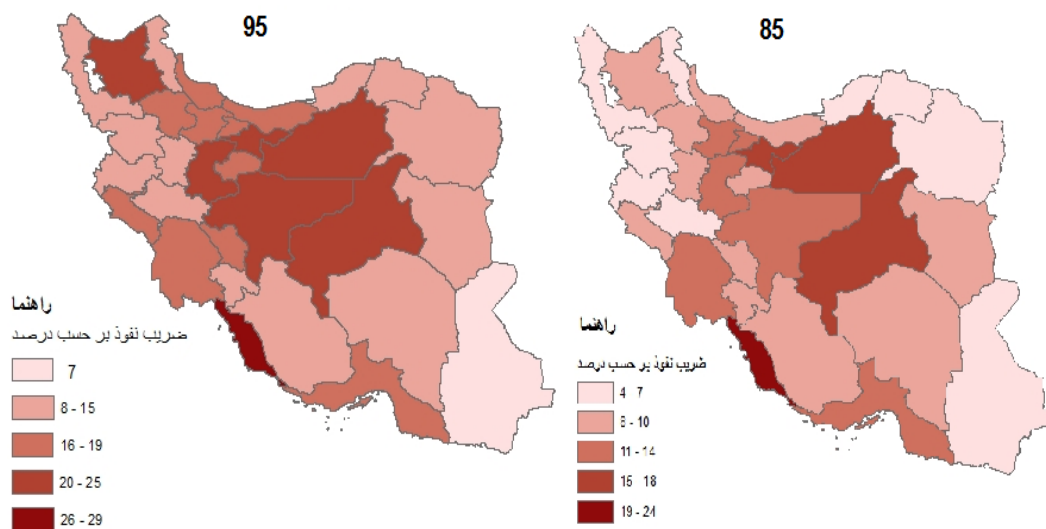 95
راهنما
ضریب نفوذ بر حسب درصد
7
8 - 15
16 - 19
20 - 25
26 - 29
85
راهنما
ضریب نفوذ بر حسب درصد
4 - 7
8 - 10
11 - 14
15 - 18
19 - 24